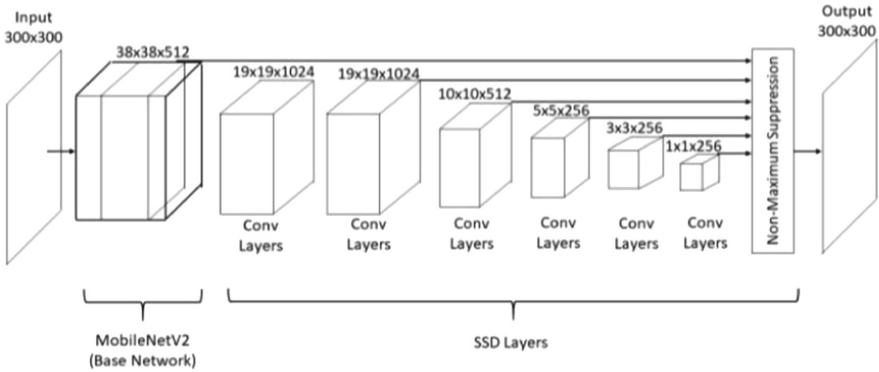 Input
300x300
38x38x512
19x19x1024
19x19x1024
10x10x512
5x5x256
3x3x256
1x1x256
Non-Maximum Suppression
Output
300x300
Conv
Layers
Conv
Layers
Conv
Layers
Conv
Layers
Conv
Layers
Conv
Layers
MobileNetV2
(Base Network)
SSD Layers